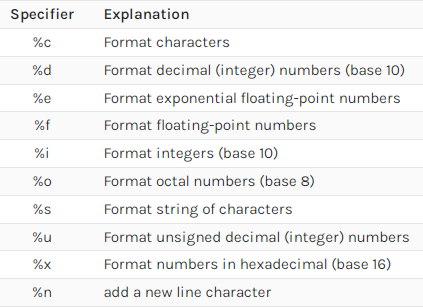 Specifier Explanation
%c Format characters
%d Format decimal (integer) numbers (base 10)
%e Format exponential floating-point numbers
%f Format floating-point numbers
%i Format integers (base 10)
%o Format octal numbers (base 8)
%s Format string of characters
%u Format unsigned decimal (integer) numbers
%x Format numbers in hexadecimal (base 16)
%n add a new line character